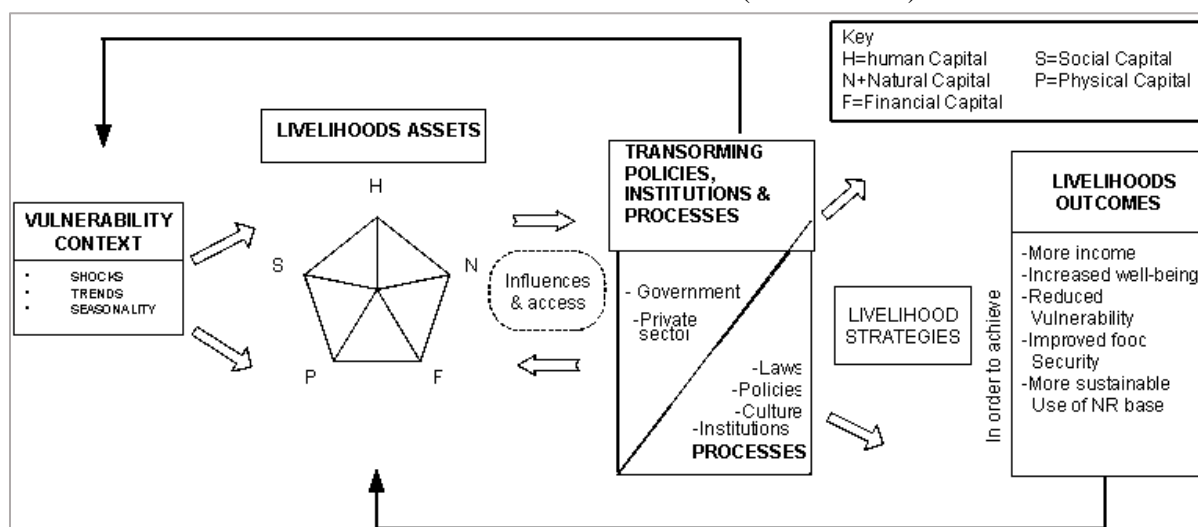 Key
H=human Capital S=Social Capital
N+Natural Capital P=Physical Capital
F=Financial Capital
LIVELIHOODS ASSETS
H
S
N
P
F
VULNERABILITY
CONTEXT
• SHOCKS
• TRENDS
• SEASONALITY
Influences
& access
TRANSORMING
POLICIES,
INSTITUTIONS &
PROCESSES
- Government
-Private
sector
-Laws
-Policies
-Culture
-Institutions
PROCESSES
LIVELIHOOD
STRATEGIES
In order to achieve
LIVELIHOODS
OUTCOMES
-More income
-Increased well-being
-Reduced
Vulnerability
-Improved food
Security
-More sustainable
Use of NR base